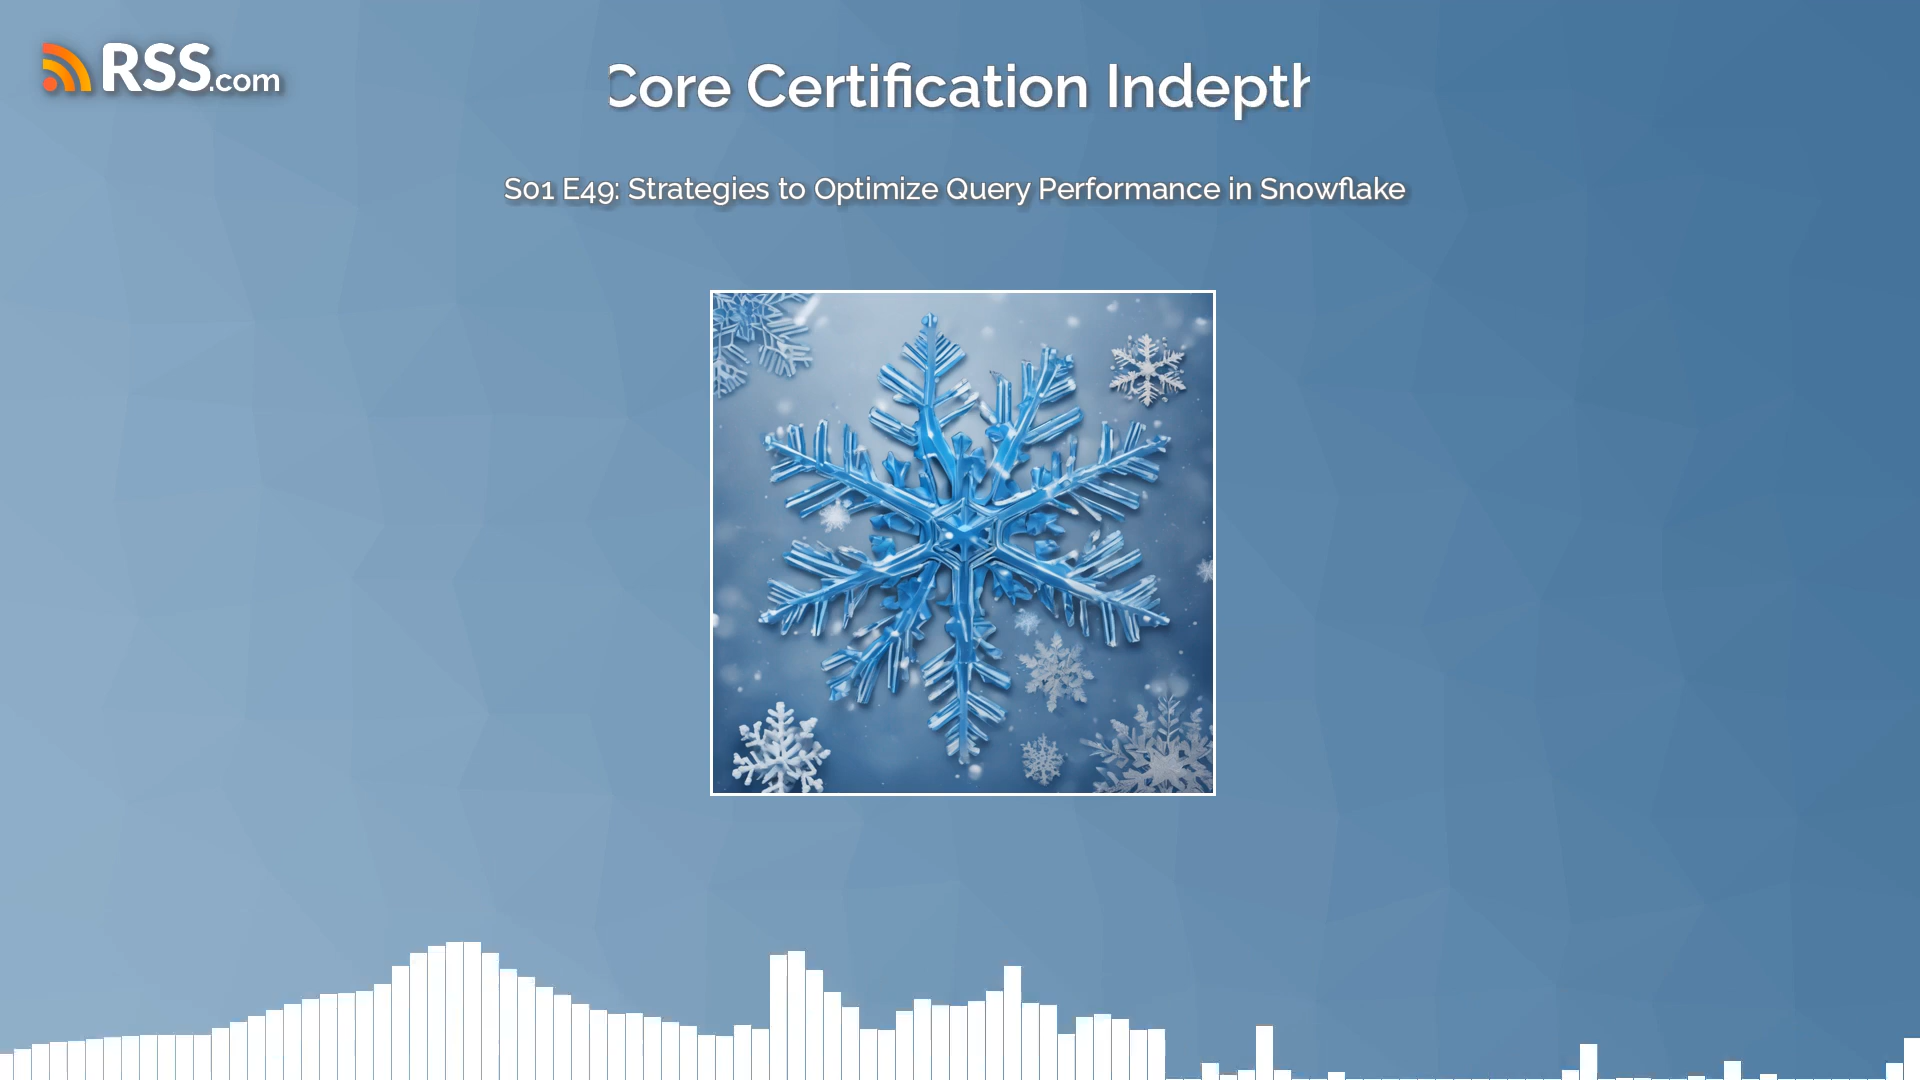 RSS.com
Core Certification Indepth
S01 E49: Strategies to Optimize Query Performance in Snowflake